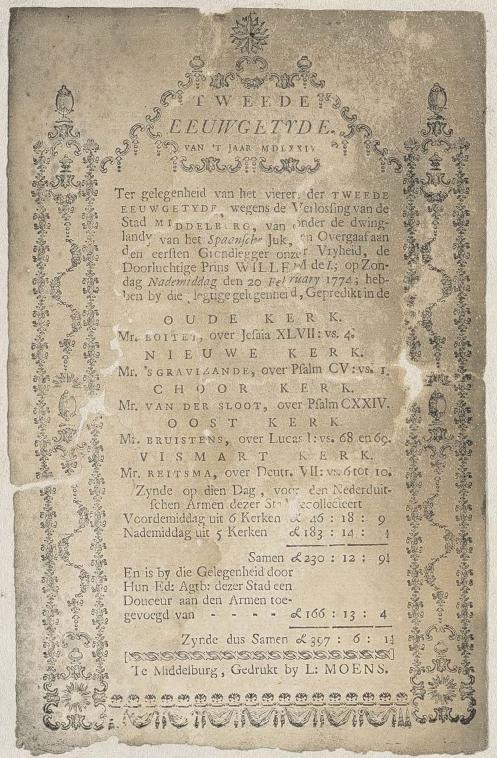 TWEEDE
EEUWGETYDE.
VAN 'T JAAR MDLXXIV
Ter gelegenheid van het vieren der TWEEDE
EEUWGETYDE, wegens de Verlossing van de
Stad MIDDELBURG, van onder de dwing-
landy van het Spaansche Juk, en Overgaaf aan
den eersten Grondlegger onzer Vryheid, de
Doorluchtige Prins WILLEM de I.; op Zon-
dag Nademiddag den 20 February 1774; heb-
ben by die gelegenheid, Gepredikt in de
OUDE KERK.
Mr. BOITET, over Jesaia XLVII: vs. 4.
NIEUWE KERK.
Mr. 'SGRAVEZANDE, over Psalm CV: vs. 1.
CHOOR KERK.
Mr. VAN DER SLOOT, over Psalm CXXIV.
OOST KERK
Mr. BRUISTENS, over Lucas I: vs. 68 en 69.
VISMART KERK.
Mr. REITSMA, over Deutr. VII: vs. 6 tot 10.
Zynde op dien Dag, voor den Nederduit-
schen Armen dezer Stad gecollecteert
Voordemiddag uit 6 Kerken £ 46 : 18 : 9
Nademiddag uit 5 Kerken £ 183 : 14 : ½
Samen £ 230 : 12 : 9½
En is by die Gelegenheid door
Hun Ed: Agtb: dezer Stad een
Douceur aan den Armen toe-
gevoegd van - - - - £ 166 : 13 : 4
Zynde dus Samen £ 397 : 6 : 1½
Te Middelburg, Gedrukt by L: MOENS.